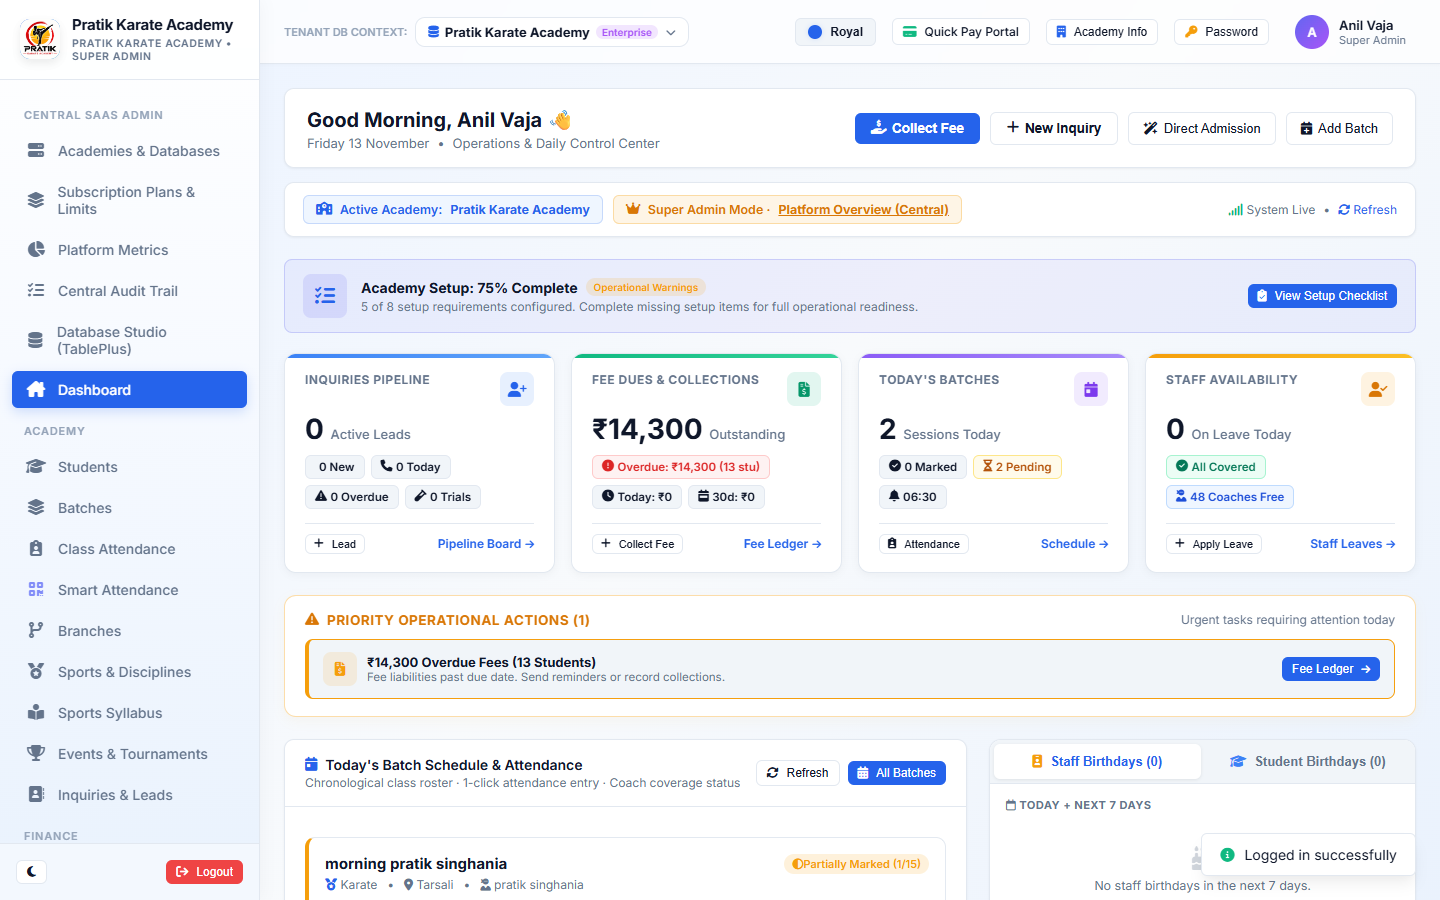 Pratik Karate Academy
PRATIK KARATE ACADEMY •
SUPER ADMIN
PRATIK
TENANT DB CONTEXT:
Pratik Karate Academy Enterprise
Royal
Quick Pay Portal
Academy Info
Password
A
Anil Vaja
Super Admin
CENTRAL SAAS ADMIN
Academies & Databases
Subscription Plans &
Limits
Platform Metrics
Central Audit Trail
Database Studio
(TablePlus)
Dashboard
ACADEMY
Students
Batches
Class Attendance
Smart Attendance
Branches
Sports & Disciplines
Sports Syllabus
Events & Tournaments
Inquiries & Leads
FINANCE
Logout
Good Morning, Anil Vaja 👋
Friday 13 November • Operations & Daily Control Center
Collect Fee
+ New Inquiry
Direct Admission
Add Batch
Active Academy: Pratik Karate Academy
Super Admin Mode · Platform Overview (Central)
System Live • Refresh
Academy Setup: 75% Complete Operational Warnings
5 of 8 setup requirements configured. Complete missing setup items for full operational readiness.
View Setup Checklist
INQUIRIES PIPELINE
0 Active Leads
0 New
0 Today
0 Overdue
0 Trials
+ Lead
Pipeline Board →
FEE DUES & COLLECTIONS
₹14,300 Outstanding
Overdue: ₹14,300 (13 stu)
Today: ₹0
30d: ₹0
+ Collect Fee
Fee Ledger →
TODAY'S BATCHES
2 Sessions Today
0 Marked
2 Pending
06:30
Attendance
Schedule →
STAFF AVAILABILITY
0 On Leave Today
All Covered
48 Coaches Free
+ Apply Leave
Staff Leaves →
PRIORITY OPERATIONAL ACTIONS (1)
Urgent tasks requiring attention today
₹14,300 Overdue Fees (13 Students)
Fee liabilities past due date. Send reminders or record collections.
Fee Ledger →
Today's Batch Schedule & Attendance
Chronological class roster · 1-click attendance entry · Coach coverage status
Refresh
All Batches
morning pratik singhania
Karate • Tarsali • pratik singhania
Partially Marked (1/15)
Staff Birthdays (0)
Student Birthdays (0)
TODAY + NEXT 7 DAYS
No staff birthdays in the next 7 days.
Logged in successfully